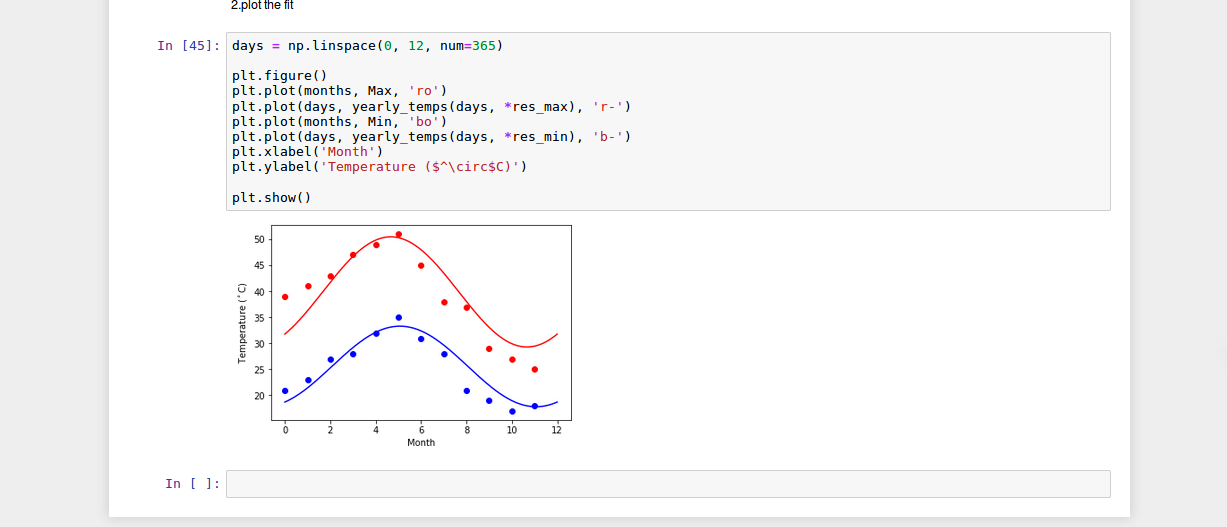 2.plot the fit
In [45]:
days = np.linspace(0, 12, num=365)
plt.figure()
plt.plot(months, Max, 'ro')
plt.plot(days, yearly_temps(days, *res_max), 'r-')
plt.plot(months, Min, 'bo')
plt.plot(days, yearly_temps(days, *res_min), 'b-')
plt.xlabel('Month')
plt.ylabel('Temperature ($^\circ$C)')
plt.show()
50
45
40
35
30
25
20
Temperature (°C)
0 2 4 6 8 10 12
Month
In [ ]: